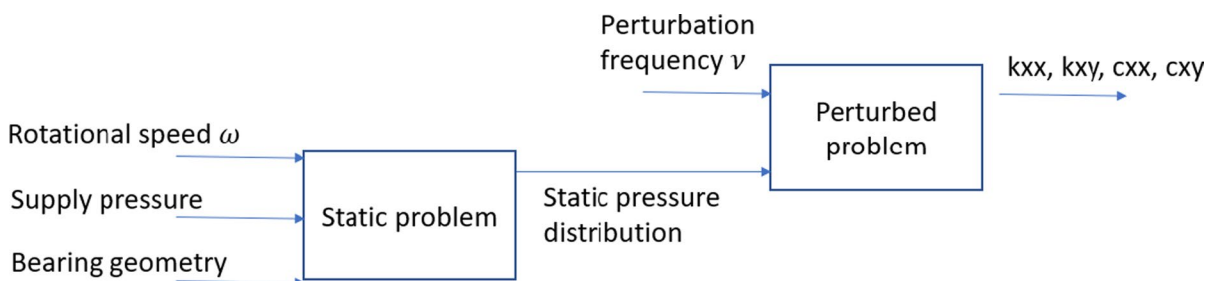 Perturbation
frequency ν
kxx, kxy, cxx, cxy
Perturbed
problem
Rotational speed ω
Supply pressure
Static problem
Static pressure
distribution
Bearing geometry